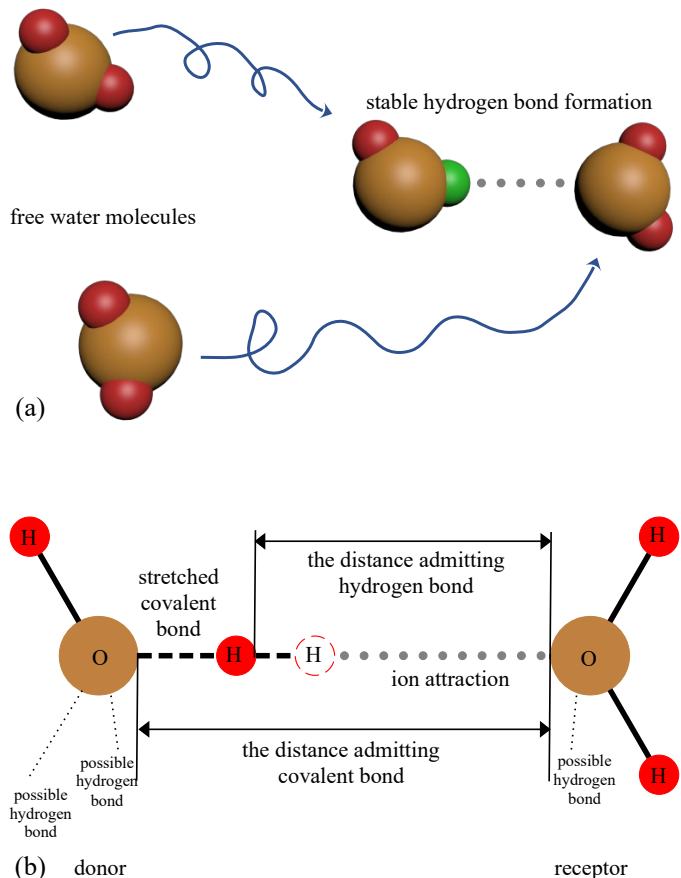 stable hydrogen bond formation
free water molecules
(a)
H
H
the distance admitting
hydrogen bond
stretched
covalent
bond
O
H
H
O
ion attraction
the distance admitting
covalent bond
possible
hydrogen
bond
possible
hydrogen
bond
possible
hydrogen
bond
H
(b)
donor
receptor